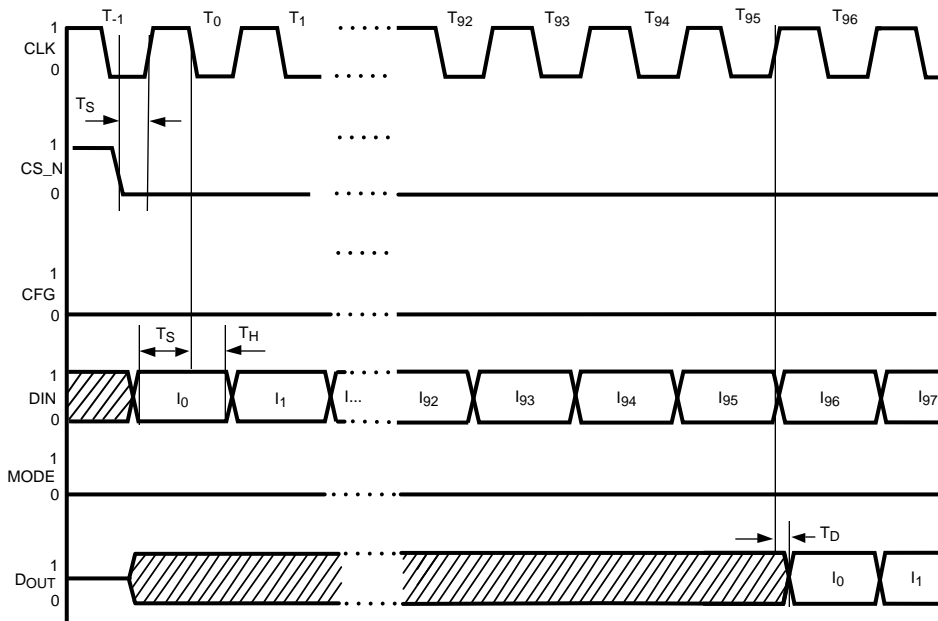 T-1 T0 T1 T92 T93 T94 T95 T96
1
CLK
0
TS
1
CS_N
0
1
CFG
0
TS TH
1
DIN I0 I1 I... I92 I93 I94 I95 I96 I97
0
1
MODE
0
TD
1
DOUT I0 I1
0